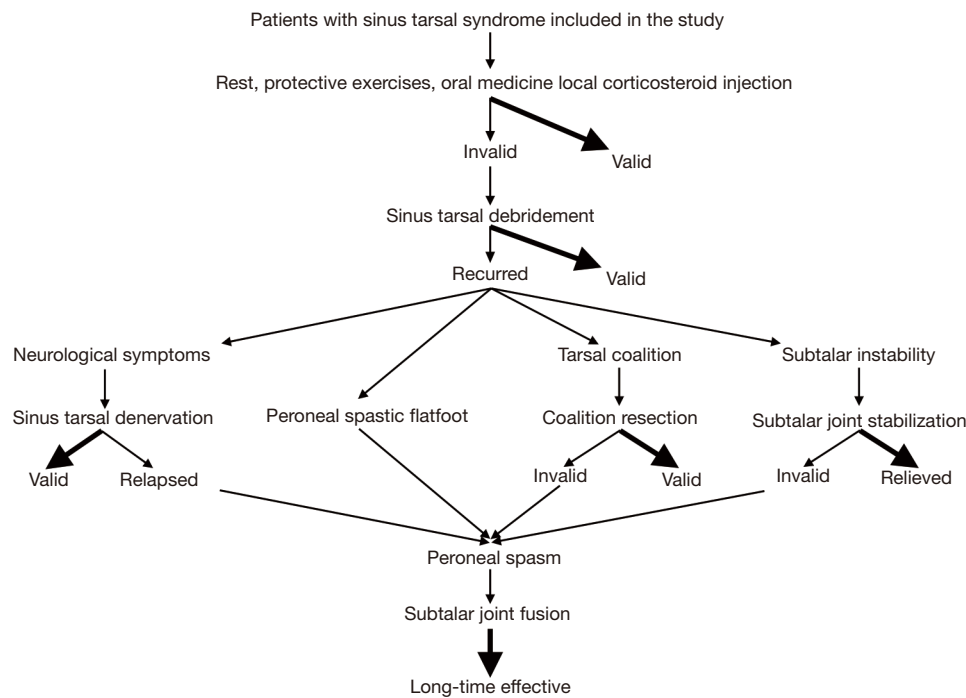 Patients with sinus tarsal syndrome included in the study
Rest, protective exercises, oral medicine local corticosteroid injection
Invalid
Valid
Sinus tarsal debridement
Recurred
Valid
Neurological symptoms
Tarsal coalition
Subtalar instability
Sinus tarsal denervation
Peroneal spastic flatfoot
Coalition resection
Subtalar joint stabilization
Valid
Relapsed
Invalid
Valid
Invalid
Relieved
Peroneal spasm
Subtalar joint fusion
Long-time effective